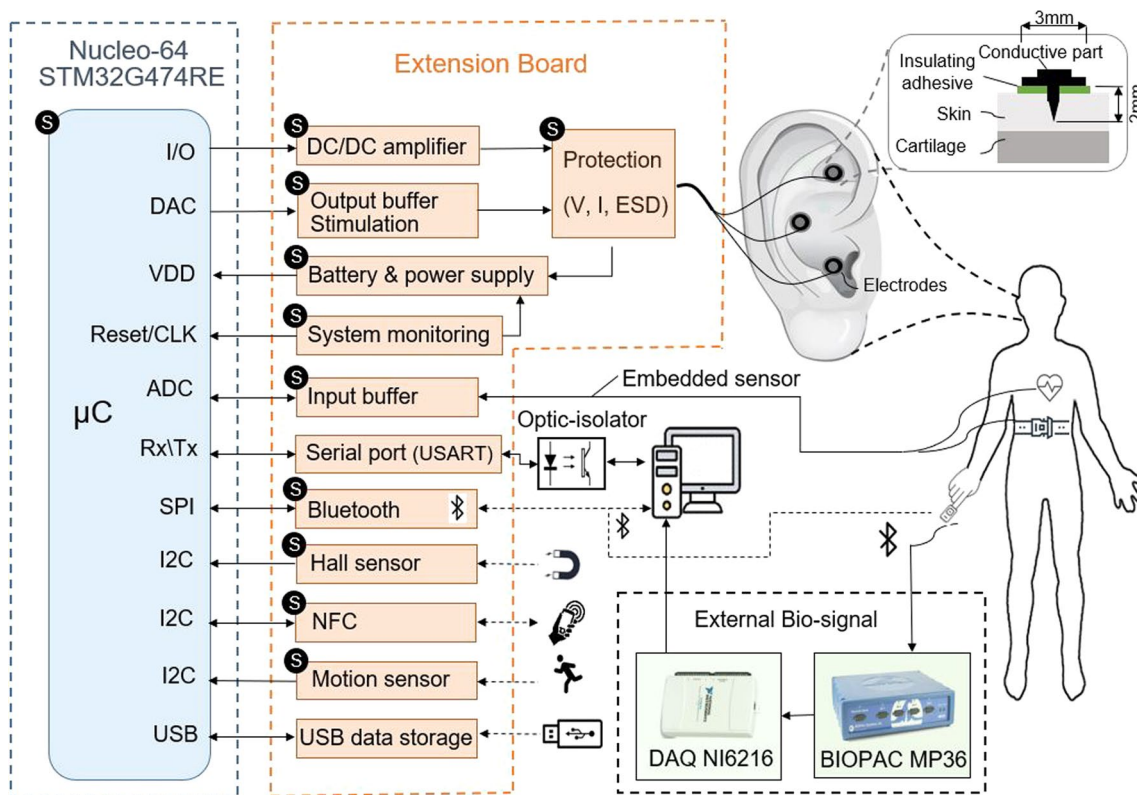 Nucleo-64
STM32G474RE
S
µC
I/O
DAC
VDD
Reset/CLK
ADC
Rx\Tx
SPI
I2C
I2C
I2C
USB
Extension Board
S
DC/DC amplifier
S
Output buffer
Stimulation
S
Protection
(V, I, ESD)
S
Battery & power supply
S
System monitoring
S
Input buffer
Serial port (USART)
S
Bluetooth
S
Hall sensor
S
NFC
S
Motion sensor
USB data storage
Embedded sensor
Optic-isolator
Electrodes
3mm
Conductive part
Insulating
adhesive
2mm
Skin
Cartilage
External Bio-signal
DAQ NI6216
BIOPAC MP36